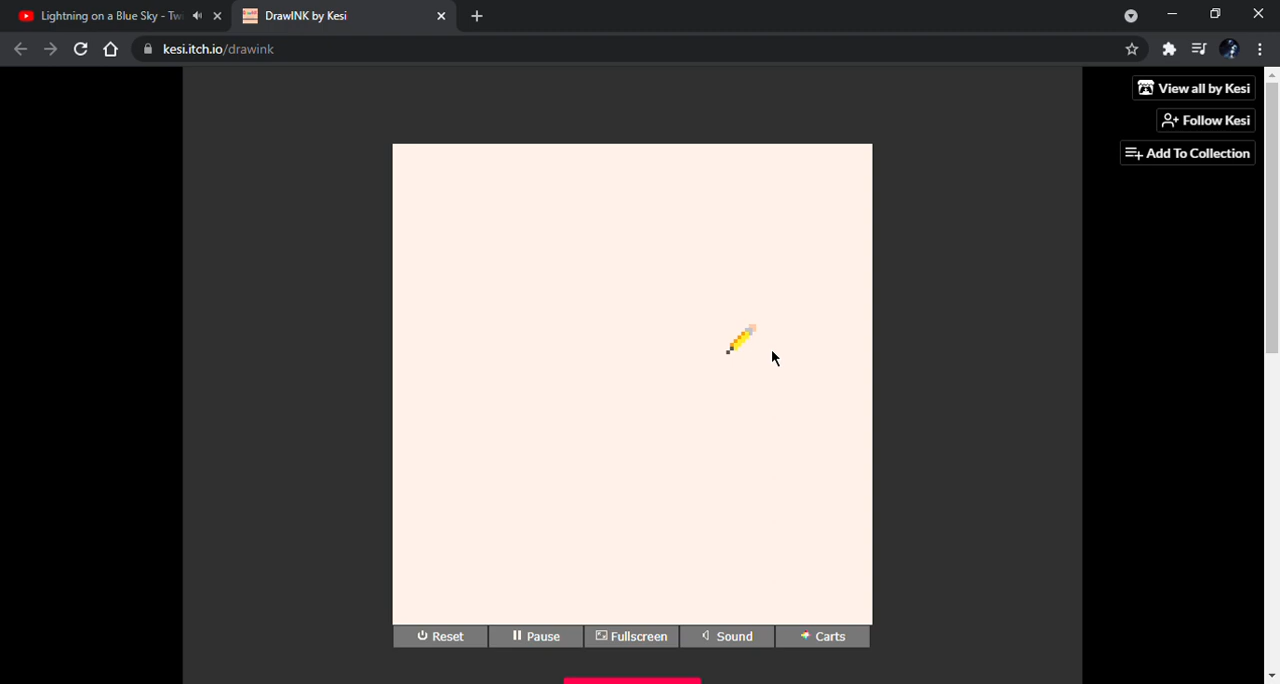 Lightning on a Blue Sky - Tw
DrawINK by Kesi
kesi.itch.io/drawink
View all by Kesi
Follow Kesi
Add To Collection
Reset
Pause
Fullscreen
Sound
Carts